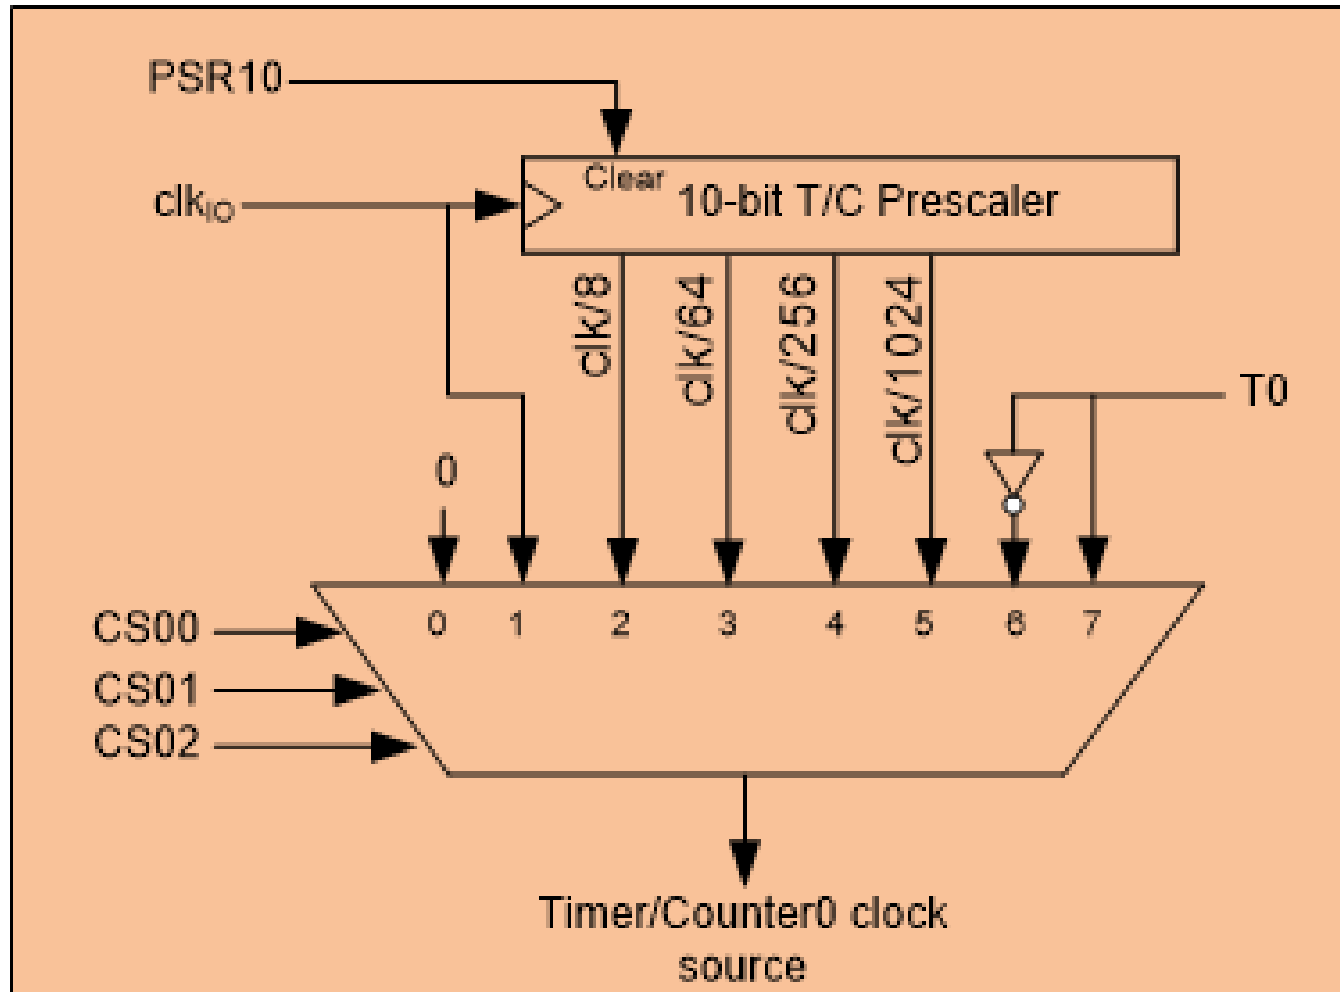 PSR10
Clear
clkIO
10-bit T/C Prescaler
clk/8
clk/64
clk/256
clk/1024
T0
0
0 1 2 3 4 5 6 7
CS00
CS01
CS02
Timer/Counter0 clock
source